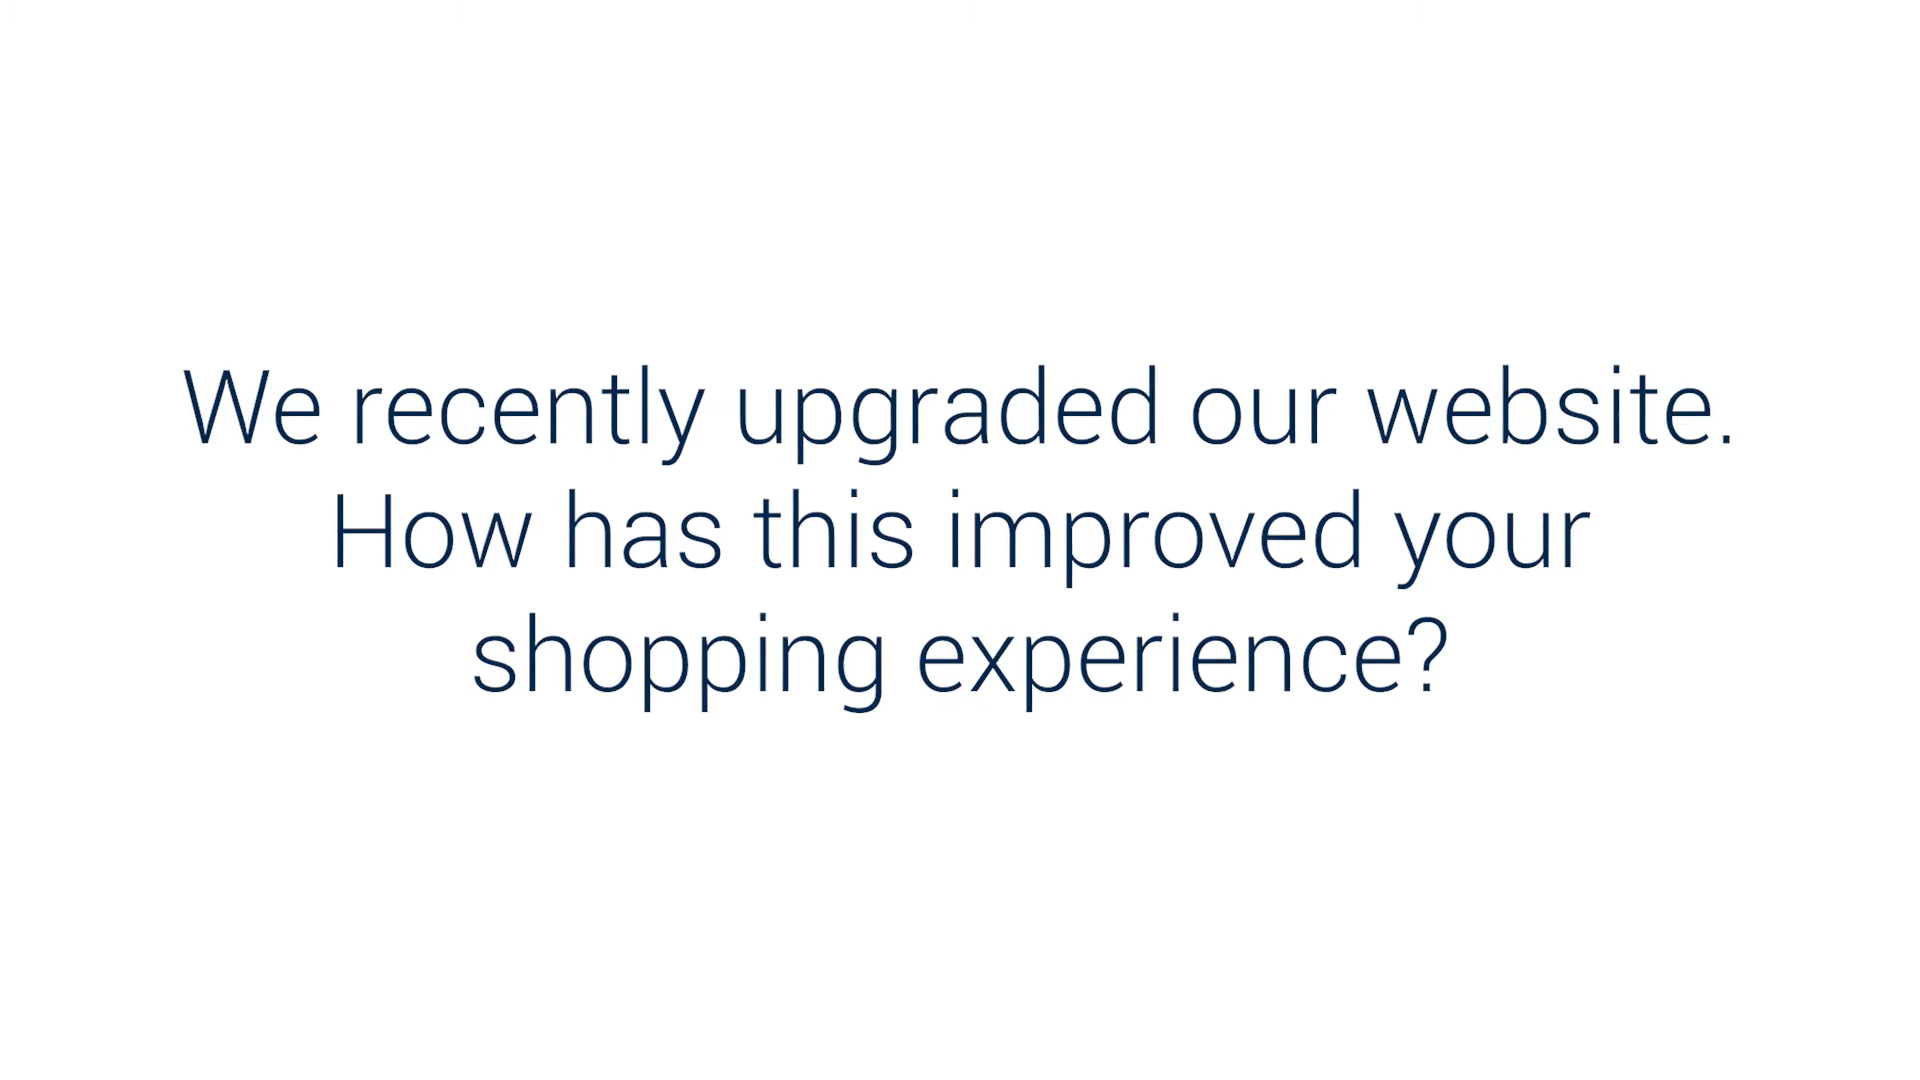 We recently upgraded our website.
How has this improved your
shopping experience?